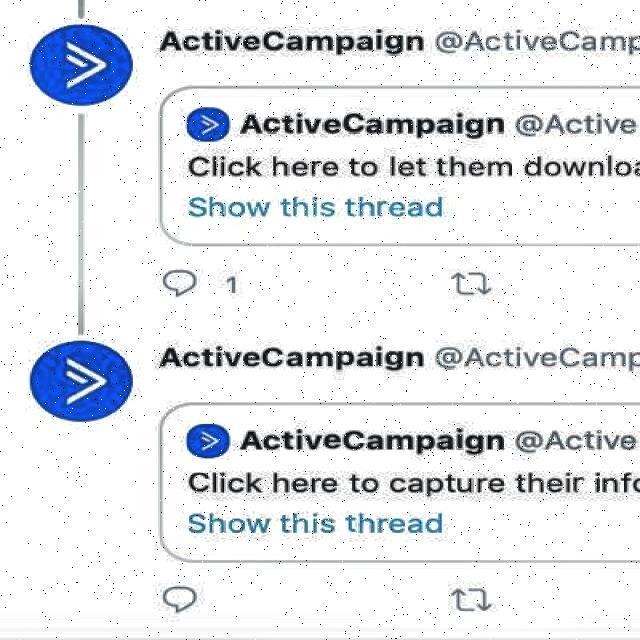 ActiveCampaign @ActiveCamp
ActiveCampaign @Active
Click here to let them downloa
Show this thread
1
ActiveCampaign @ActiveCamp
ActiveCampaign @Active
Click here to capture their info
Show this thread